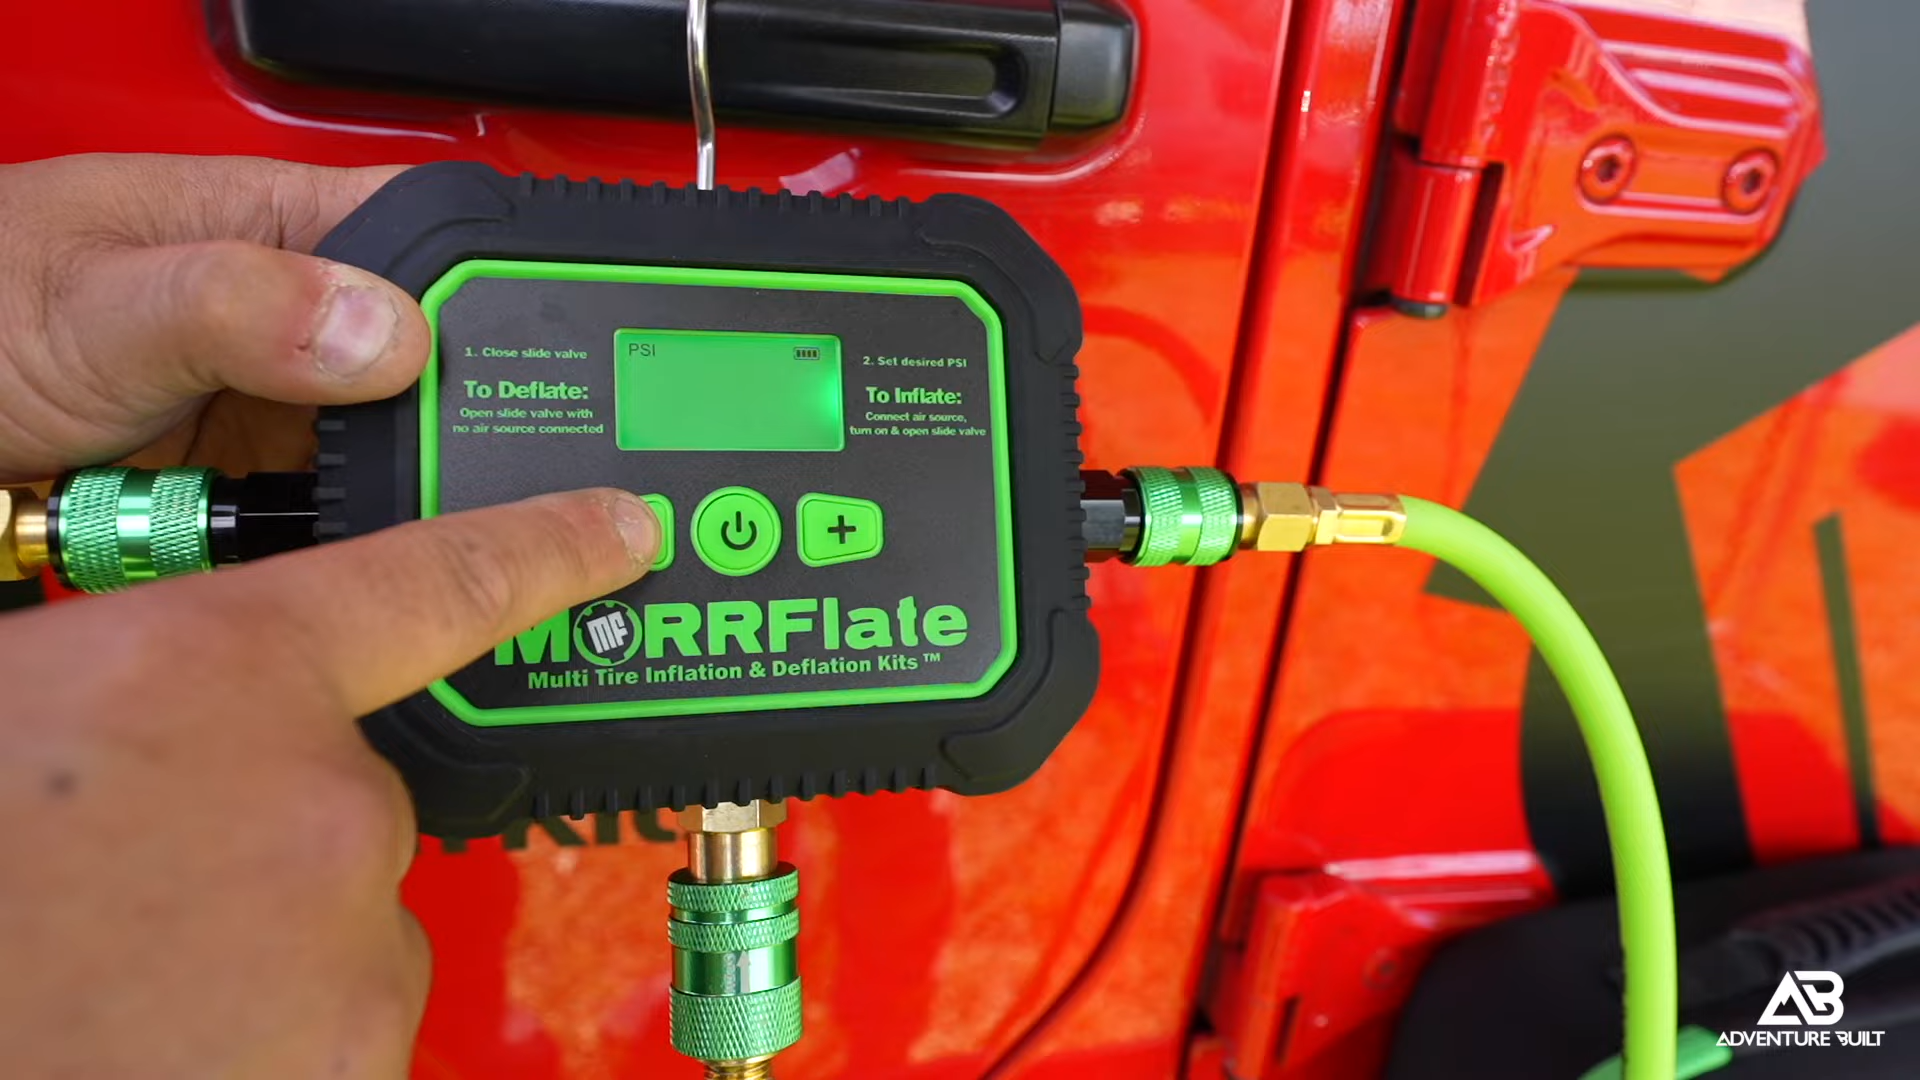 PSI
1. Close slide valve
To Deflate:
Open slide valve with
no air source connected
2. Set desired PSI
To Inflate:
Connect air source,
turn on & open slide valve
MORRFlate
MF
Multi Tire Inflation & Deflation Kits ™
AB
ADVENTURE BUILT